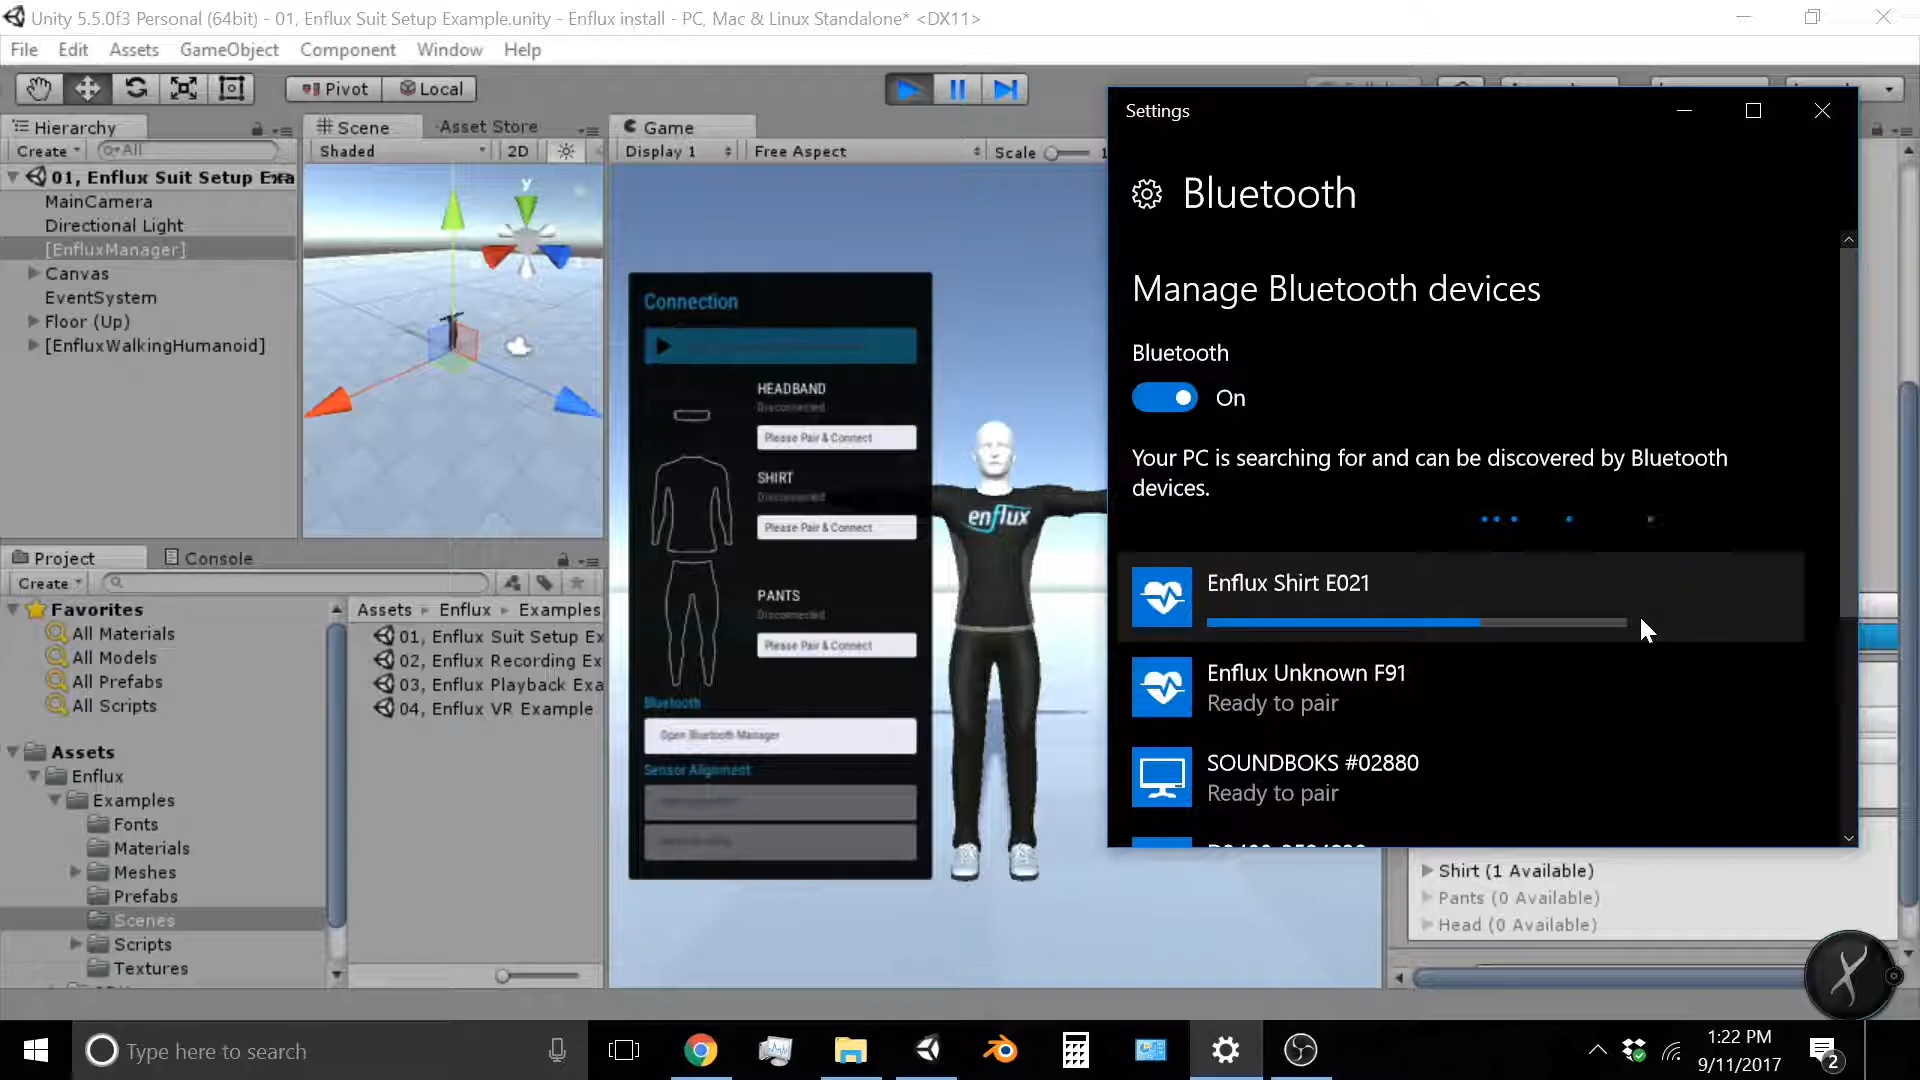 Unity 5.5.0f3 Personal (64bit) - 01, Enflux Suit Setup Example.unity - Enflux install - PC, Mac & Linux Standalone* <DX11>
File Edit Assets GameObject Component Window Help
Pivot Local
Hierarchy
Create All
01, Enflux Suit Setup Exa
MainCamera
Directional Light
[EnfluxManager]
Canvas
EventSystem
Floor (Up)
[EnfluxWalkingHumanoid]
Scene Asset Store
Shaded 2D
y
Game
Display 1 Free Aspect Scale 1
Connection
HEADBAND
Disconnected
Please Pair & Connect
SHIRT
Disconnected
Please Pair & Connect
PANTS
Disconnected
Please Pair & Connect
Bluetooth
Open Bluetooth Manager
Sensor Alignment
enflux
Settings
Bluetooth
Manage Bluetooth devices
Bluetooth
On
Your PC is searching for and can be discovered by Bluetooth
devices.
Enflux Shirt E021
Enflux Unknown F91
Ready to pair
SOUNDBOKS #02880
Ready to pair
Shirt (1 Available)
Pants (0 Available)
Head (0 Available)
Project Console
Create
Favorites
All Materials
All Models
All Prefabs
All Scripts
Assets
Enflux
Examples
Fonts
Materials
Meshes
Prefabs
Scenes
Scripts
Textures
Assets Enflux Examples
01, Enflux Suit Setup Ex
02, Enflux Recording Ex
03, Enflux Playback Exa
04, Enflux VR Example
Type here to search
1:22 PM
9/11/2017
2